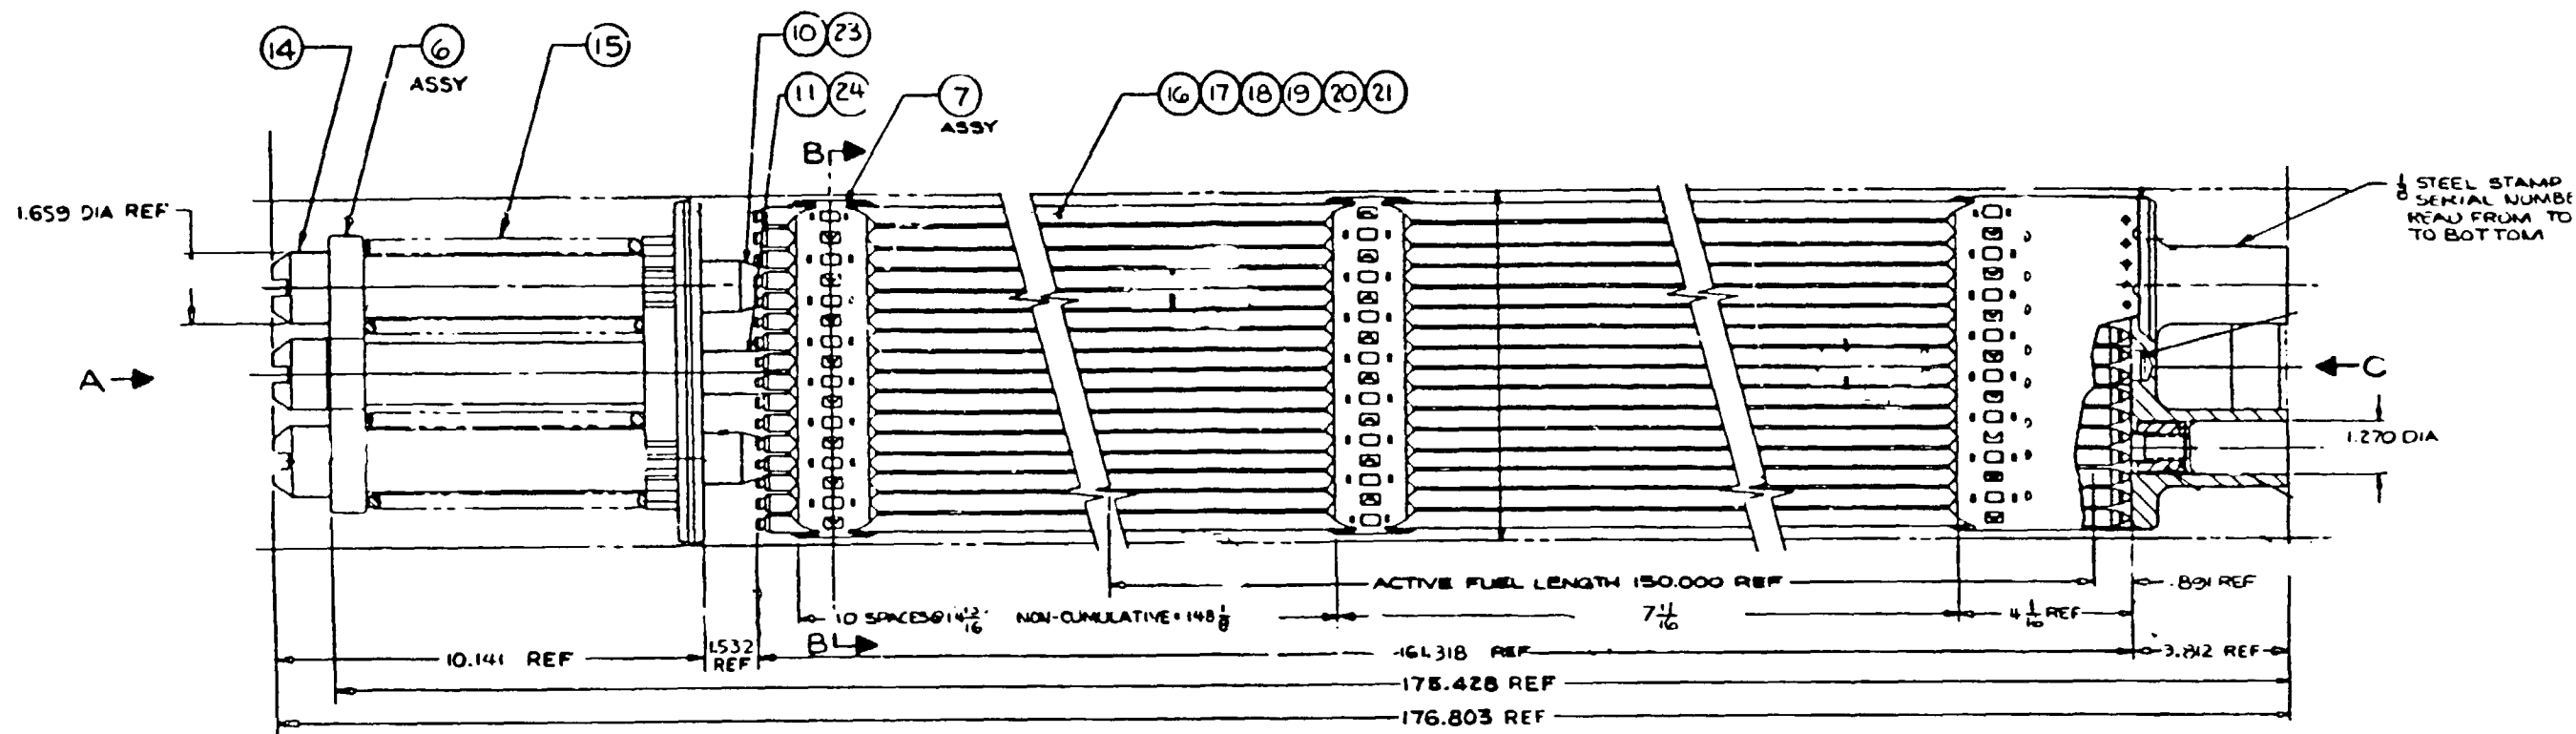 14
6
ASSY
15
10 23
11 24
7
ASSY
16 17 18 19 20 21
B
1.659 DIA REF
1/8 STEEL STAMP
SERIAL NUMBE
READ FROM TO
TO BOTTOM
A
C
1.270 DIA
ACTIVE FUEL LENGTH 150.000 REF
.891 REF
10 SPACES @ 14 13/16 NON-CUMULATIVE = 148 1/8
7 11/16
4 1/16 REF
B
10.141 REF
1.532
REF
161.318 REF
3.812 REF
175.428 REF
176.803 REF